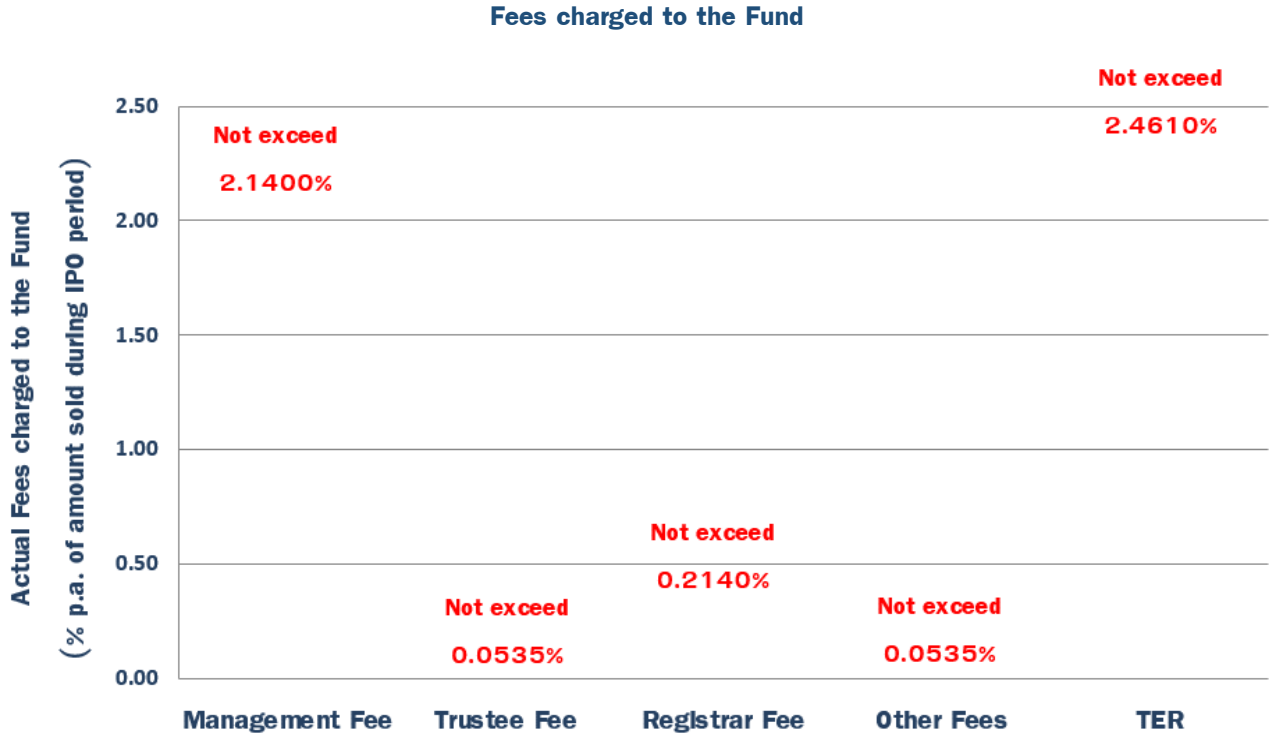 Fees charged to the Fund
Actual Fees charged to the Fund
(% p.a. of amount sold during IPO period)
2.50
2.00
1.50
1.00
0.50
0.00
Not exceed
2.1400%
Not exceed
0.0535%
Not exceed
0.2140%
Not exceed
0.0535%
Not exceed
2.4610%
Management Fee
Trustee Fee
Registrar Fee
Other Fees
TER